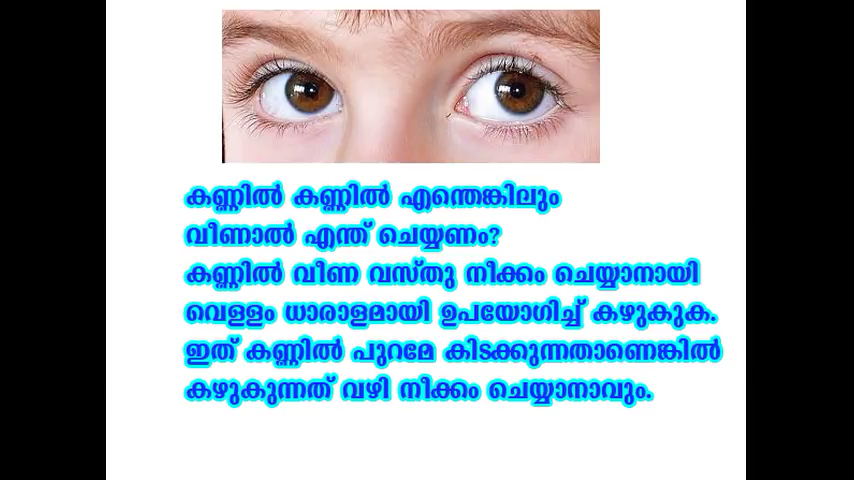 കണ്ണിൽ കണ്ണിൽ എന്തെങ്കിലും
വീണാൽ എന്ത് ചെയ്യണം?
കണ്ണിൽ വീണ വസ്തു നീക്കം ചെയ്യാനായി
വെള്ളം ധാരാളമായി ഉപയോഗിച്ച് കഴുകുക.
ഇത് കണ്ണിൽ പുറമേ കിടക്കുന്നതാണെങ്കിൽ
കഴുകുന്നത് വഴി നീക്കം ചെയ്യാനാവും.